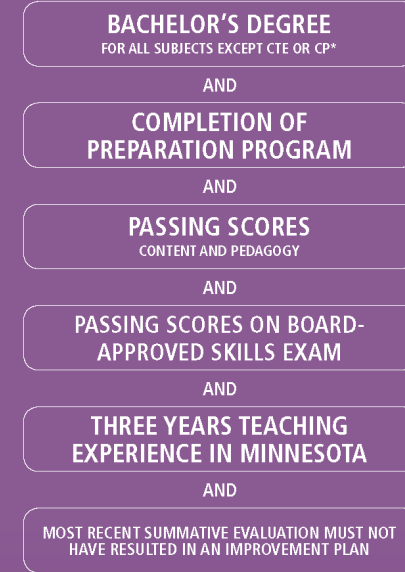 BACHELOR’S DEGREE
FOR ALL SUBJECTS EXCEPT CTE OR CP*
AND
COMPLETION OF
PREPARATION PROGRAM
AND
PASSING SCORES
CONTENT AND PEDAGOGY
AND
PASSING SCORES ON BOARD-
APPROVED SKILLS EXAM
AND
THREE YEARS TEACHING
EXPERIENCE IN MINNESOTA
AND
MOST RECENT SUMMATIVE EVALUATION MUST NOT
HAVE RESULTED IN AN IMPROVEMENT PLAN